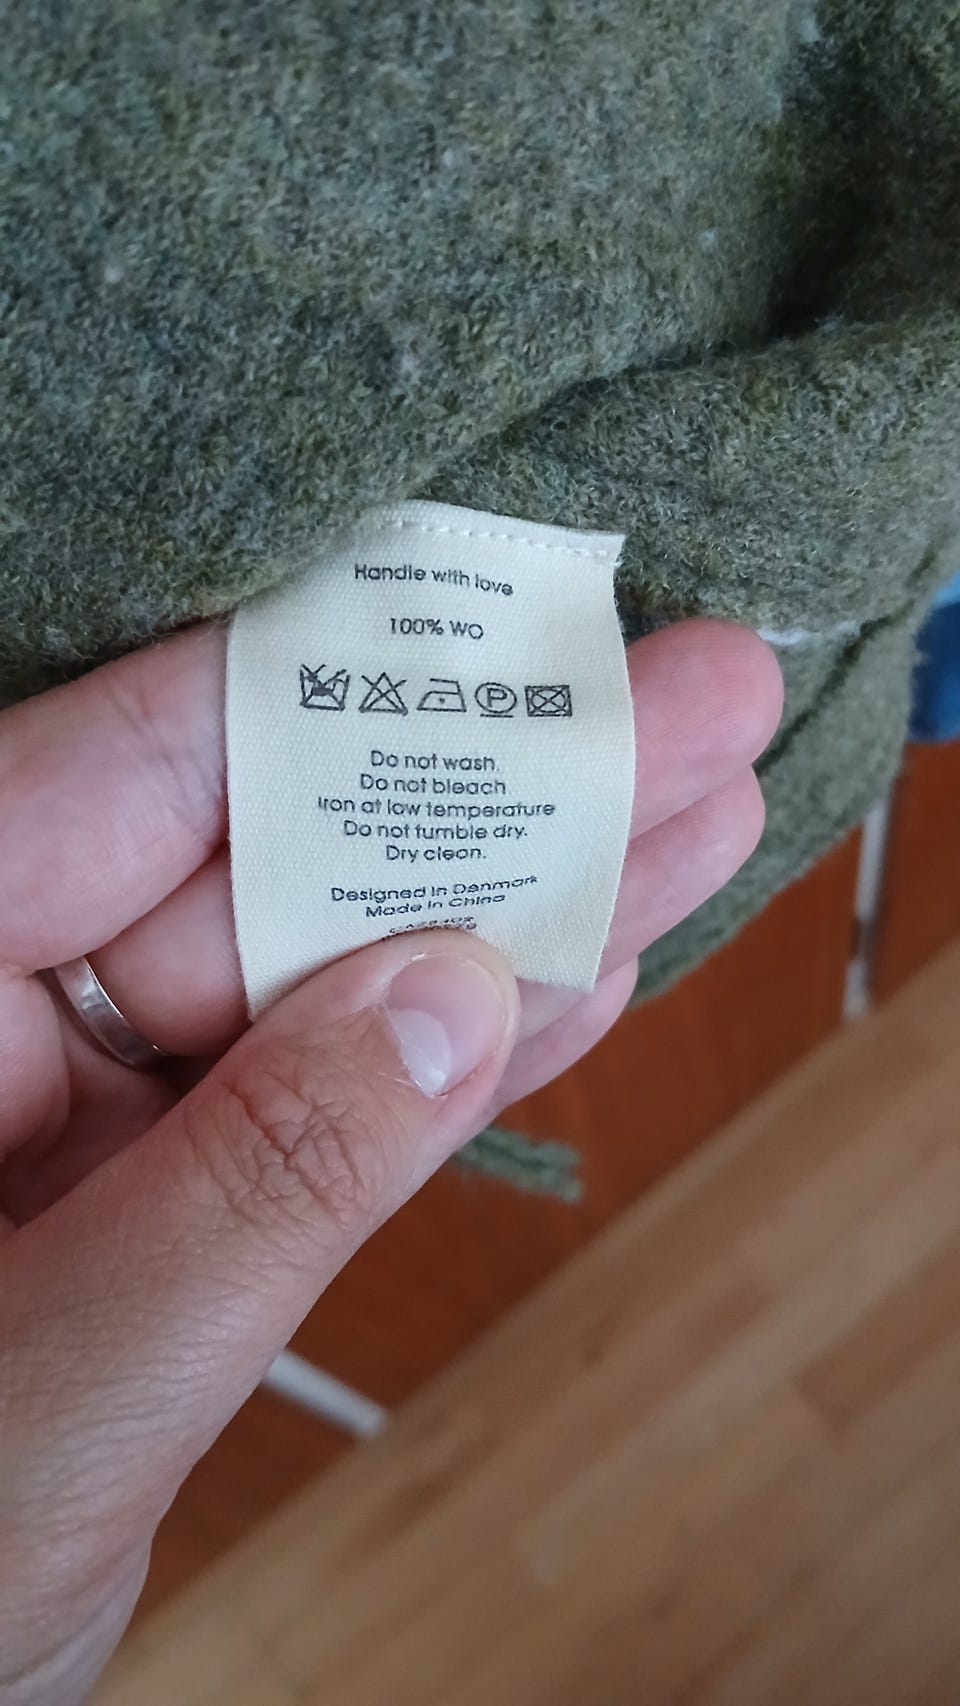 Handle with love
100% WO
P
Do not wash.
Do not bleach
Iron at low temperature
Do not tumble dry.
Dry clean.
Designed in Denmark
Made in China